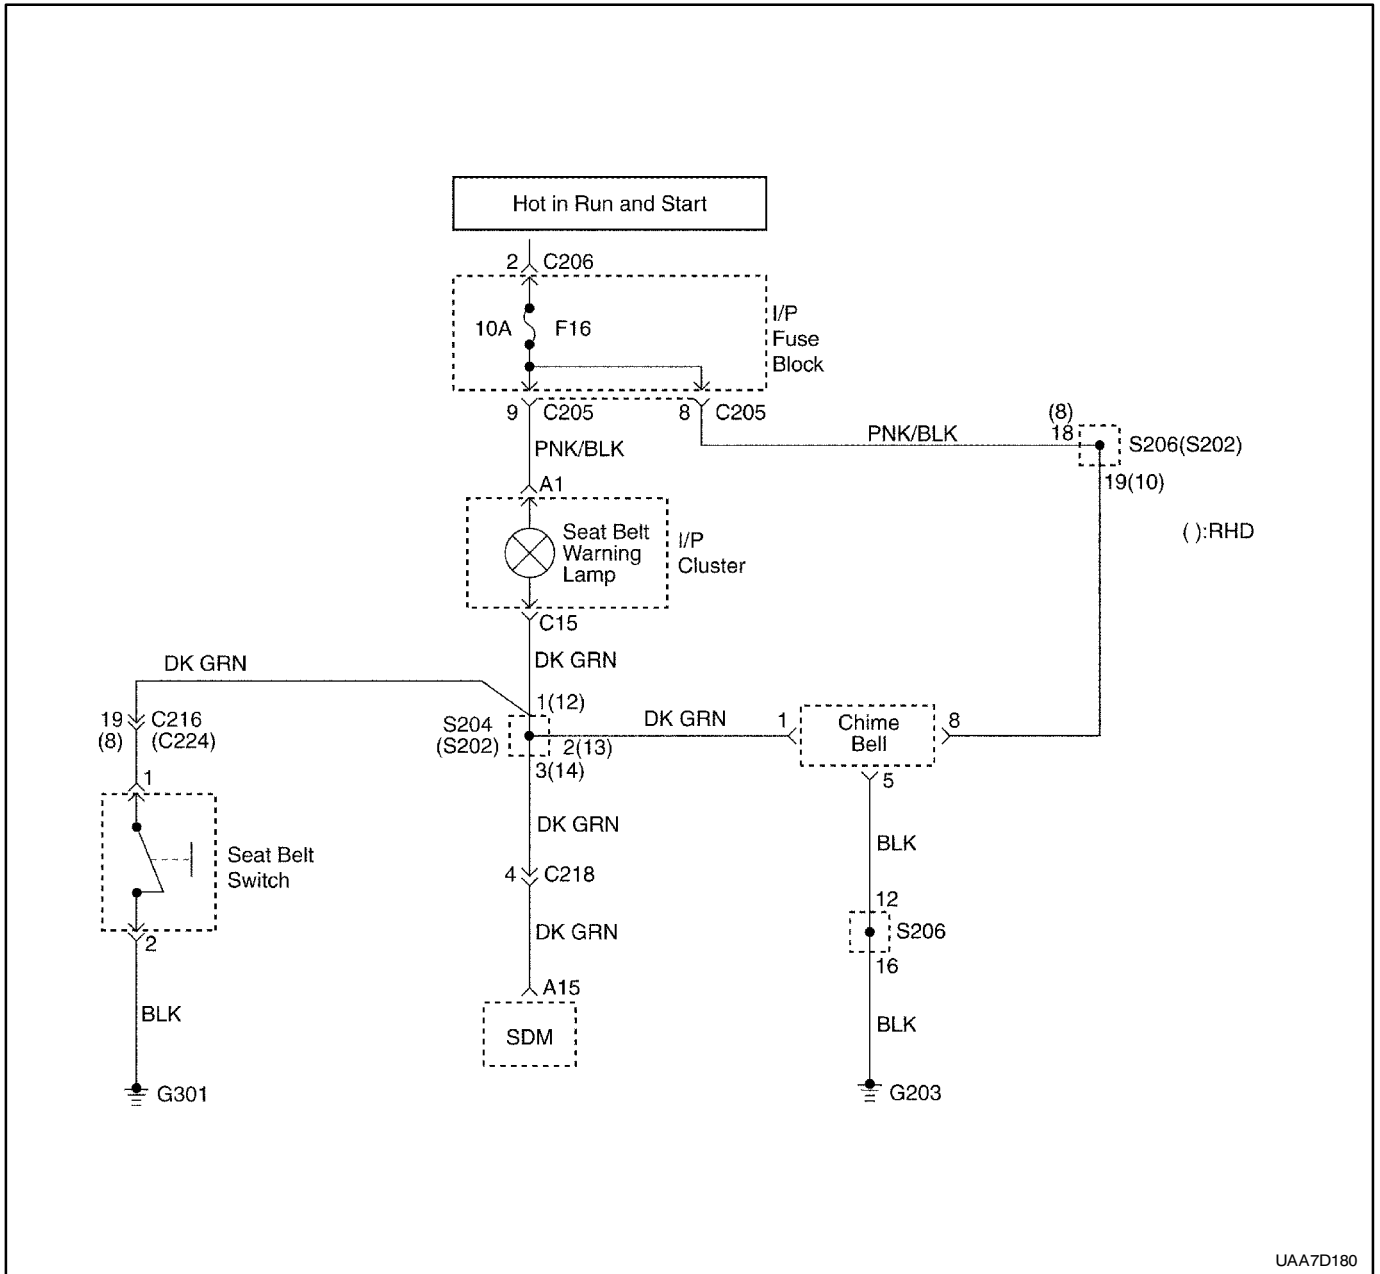 Hot in Run and Start
2 C206
10A F16
I/P
Fuse
Block
9 C205
8 C205
PNK/BLK
PNK/BLK
(8)
18
S206(S202)
19(10)
( ):RHD
A1
Seat Belt
Warning
Lamp
I/P
Cluster
C15
DK GRN
DK GRN
1(12)
S204
(S202)
2(13)
3(14)
DK GRN
1
Chime
Bell
8
5
19 C216
(8) (C224)
1
Seat Belt
Switch
2
BLK
G301
DK GRN
4 C218
DK GRN
A15
SDM
BLK
12
S206
16
BLK
G203
UAA7D180